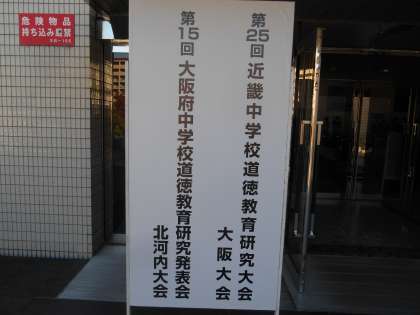 第25回 近畿中学校道徳教育研究大会
大阪大会
第15回 大阪府中学校道徳教育研究発表会
北河内大会
危険物品
持ち込み厳禁